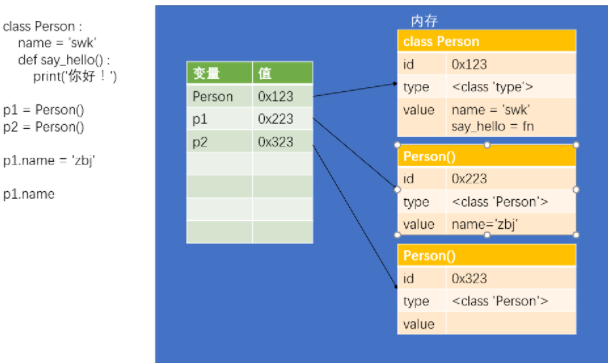 class Person :
name = 'swk'
def say_hello() :
print('你好！')
p1 = Person()
p2 = Person()
p1.name = 'zbj'
p1.name
变量 值
Person 0x123
p1 0x223
p2 0x323
内存
class Person
id 0x123
type <class 'type'>
value name = 'swk'
say_hello = fn
Person()
id 0x223
type <class 'Person'>
value name='zbj'
Person()
id 0x323
type <class 'Person'>
value